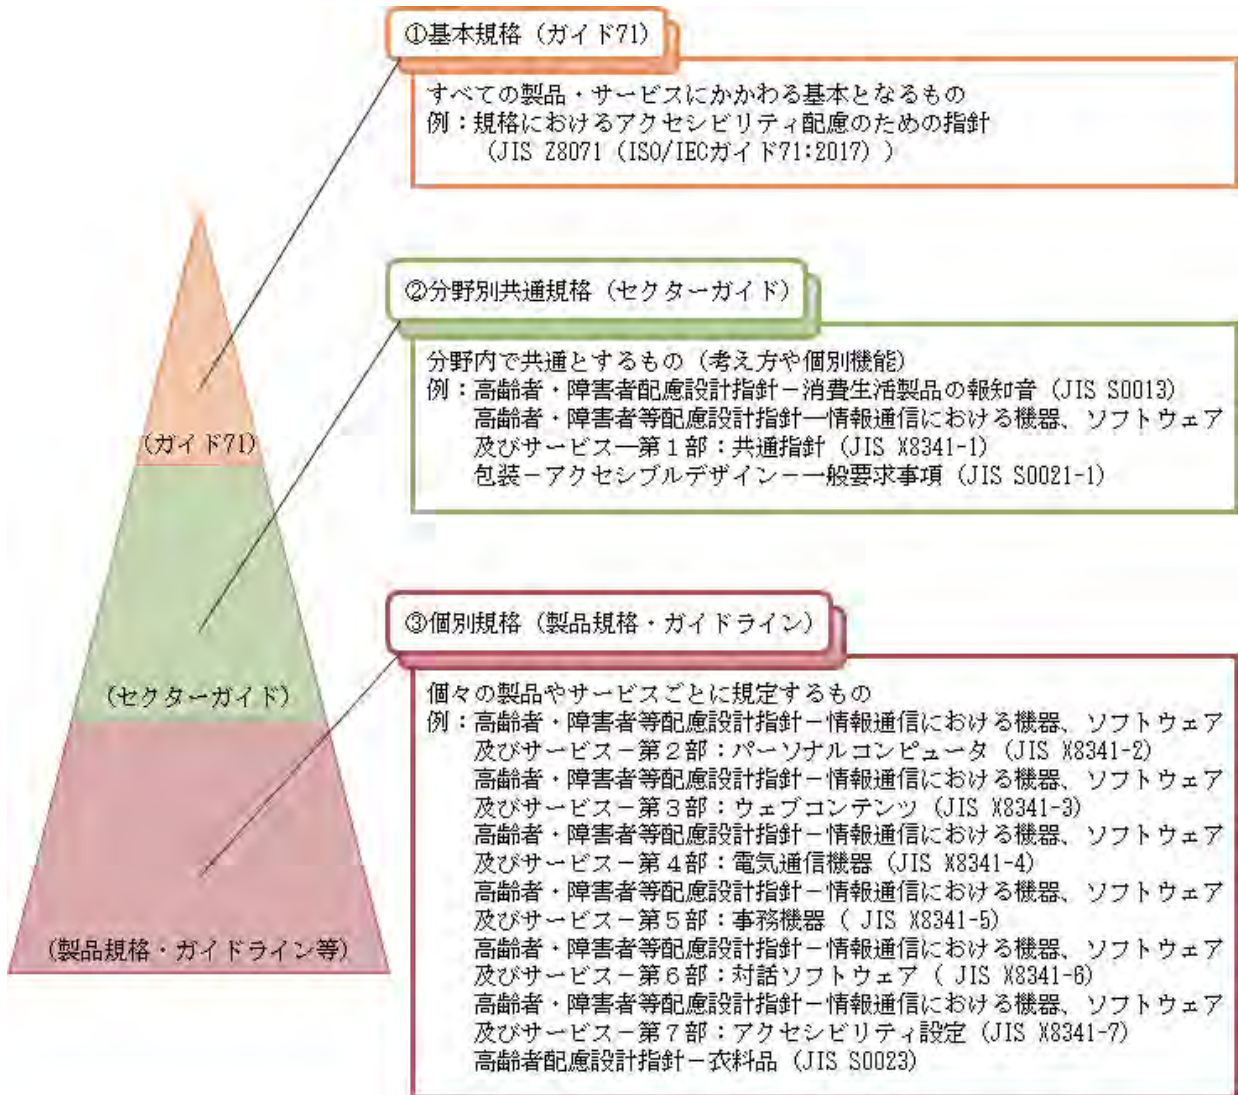 ①基本規格（ガイド71）
すべての製品・サービスにかかわる基本となるもの
例：規格におけるアクセシビリティ配慮のための指針
（JIS Z8071（ISO/IECガイド71:2017））
②分野別共通規格（セクターガイド）
分野内で共通とするもの（考え方や個別機能）
例：高齢者・障害者配慮設計指針－消費生活製品の報知音（JIS S0013）
高齢者・障害者等配慮設計指針―情報通信における機器、ソフトウェア
及びサービス―第１部：共通指針（JIS X8341-1）
包装－アクセシブルデザイン－一般要求事項（JIS S0021-1）
（ガイド71）
（セクターガイド）
（製品規格・ガイドライン等）
③個別規格（製品規格・ガイドライン）
個々の製品やサービスごとに規定するもの
例：高齢者・障害者等配慮設計指針－情報通信における機器、ソフトウェア
及びサービス－第２部：パーソナルコンピュータ（JIS X8341-2）
高齢者・障害者等配慮設計指針－情報通信における機器、ソフトウェア
及びサービス－第３部：ウェブコンテンツ（JIS X8341-3）
高齢者・障害者等配慮設計指針－情報通信における機器、ソフトウェア
及びサービス－第４部：電気通信機器（JIS X8341-4）
高齢者・障害者等配慮設計指針－情報通信における機器、ソフトウェア
及びサービス－第５部：事務機器（ JIS X8341-5）
高齢者・障害者等配慮設計指針－情報通信における機器、ソフトウェア
及びサービス－第６部：対話ソフトウェア（ JIS X8341-6）
高齢者・障害者等配慮設計指針－情報通信における機器、ソフトウェア
及びサービス－第７部：アクセシビリティ設定（JIS X8341-7）
高齢者配慮設計指針－衣料品（JIS S0023）